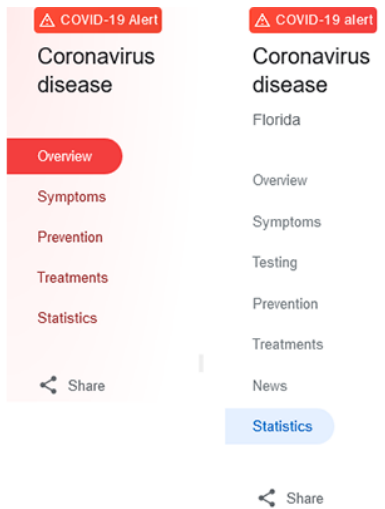 COVID-19 Alert
Coronavirus
disease
Overview
Symptoms
Prevention
Treatments
Statistics
Share
COVID-19 alert
Coronavirus
disease
Florida
Overview
Symptoms
Testing
Prevention
Treatments
News
Statistics
Share